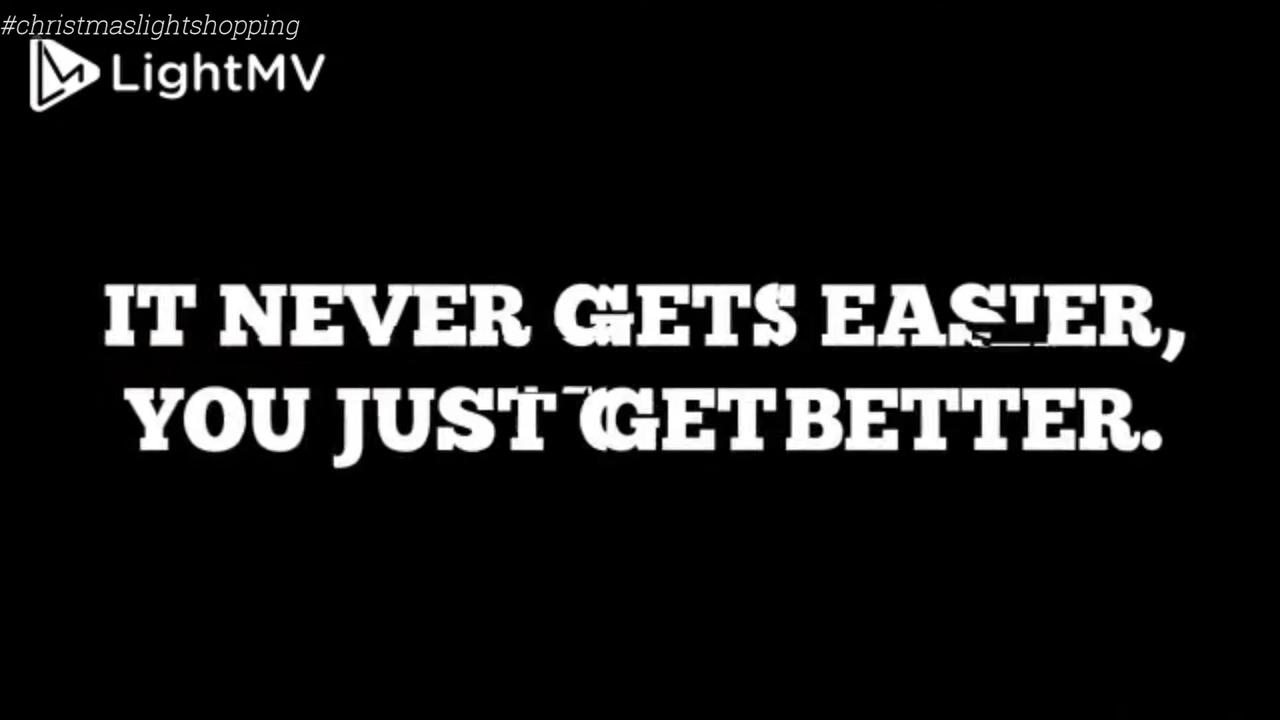 #christmaslightshopping
LightMV
IT NEVER GETS EASIER,
YOU JUST GET BETTER.